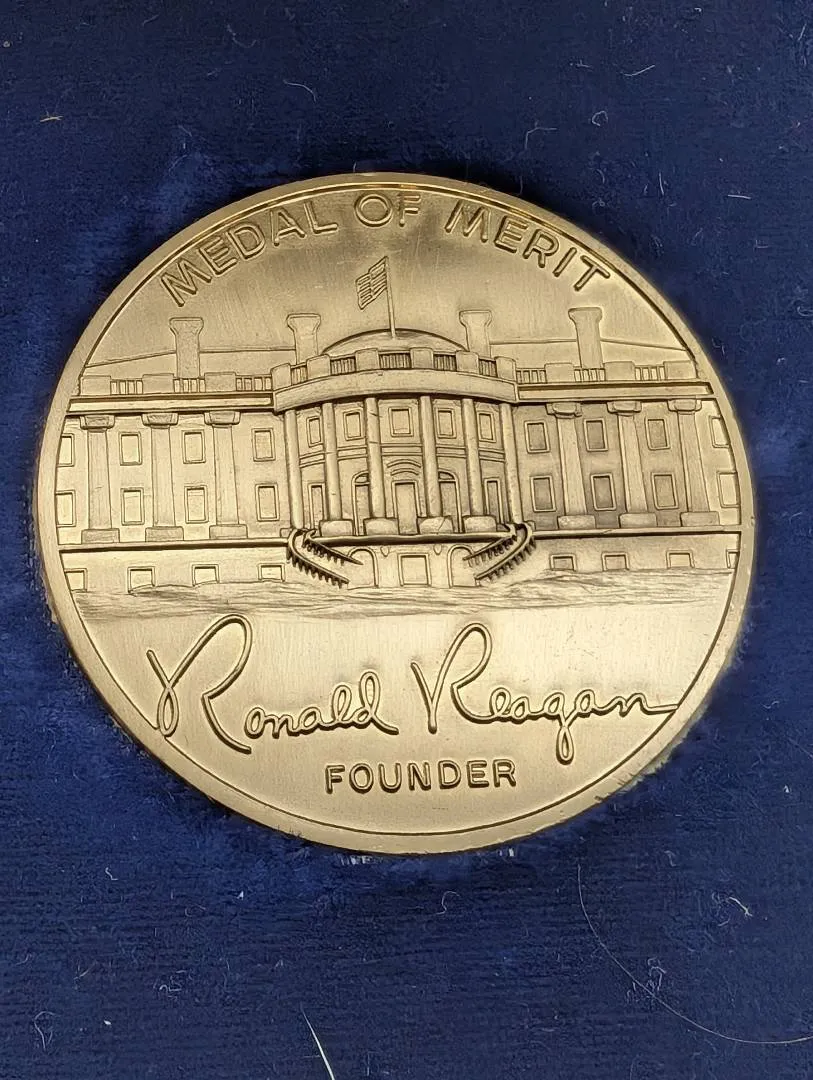 MEDAL OF MERIT
Ronald Reagan
FOUNDER